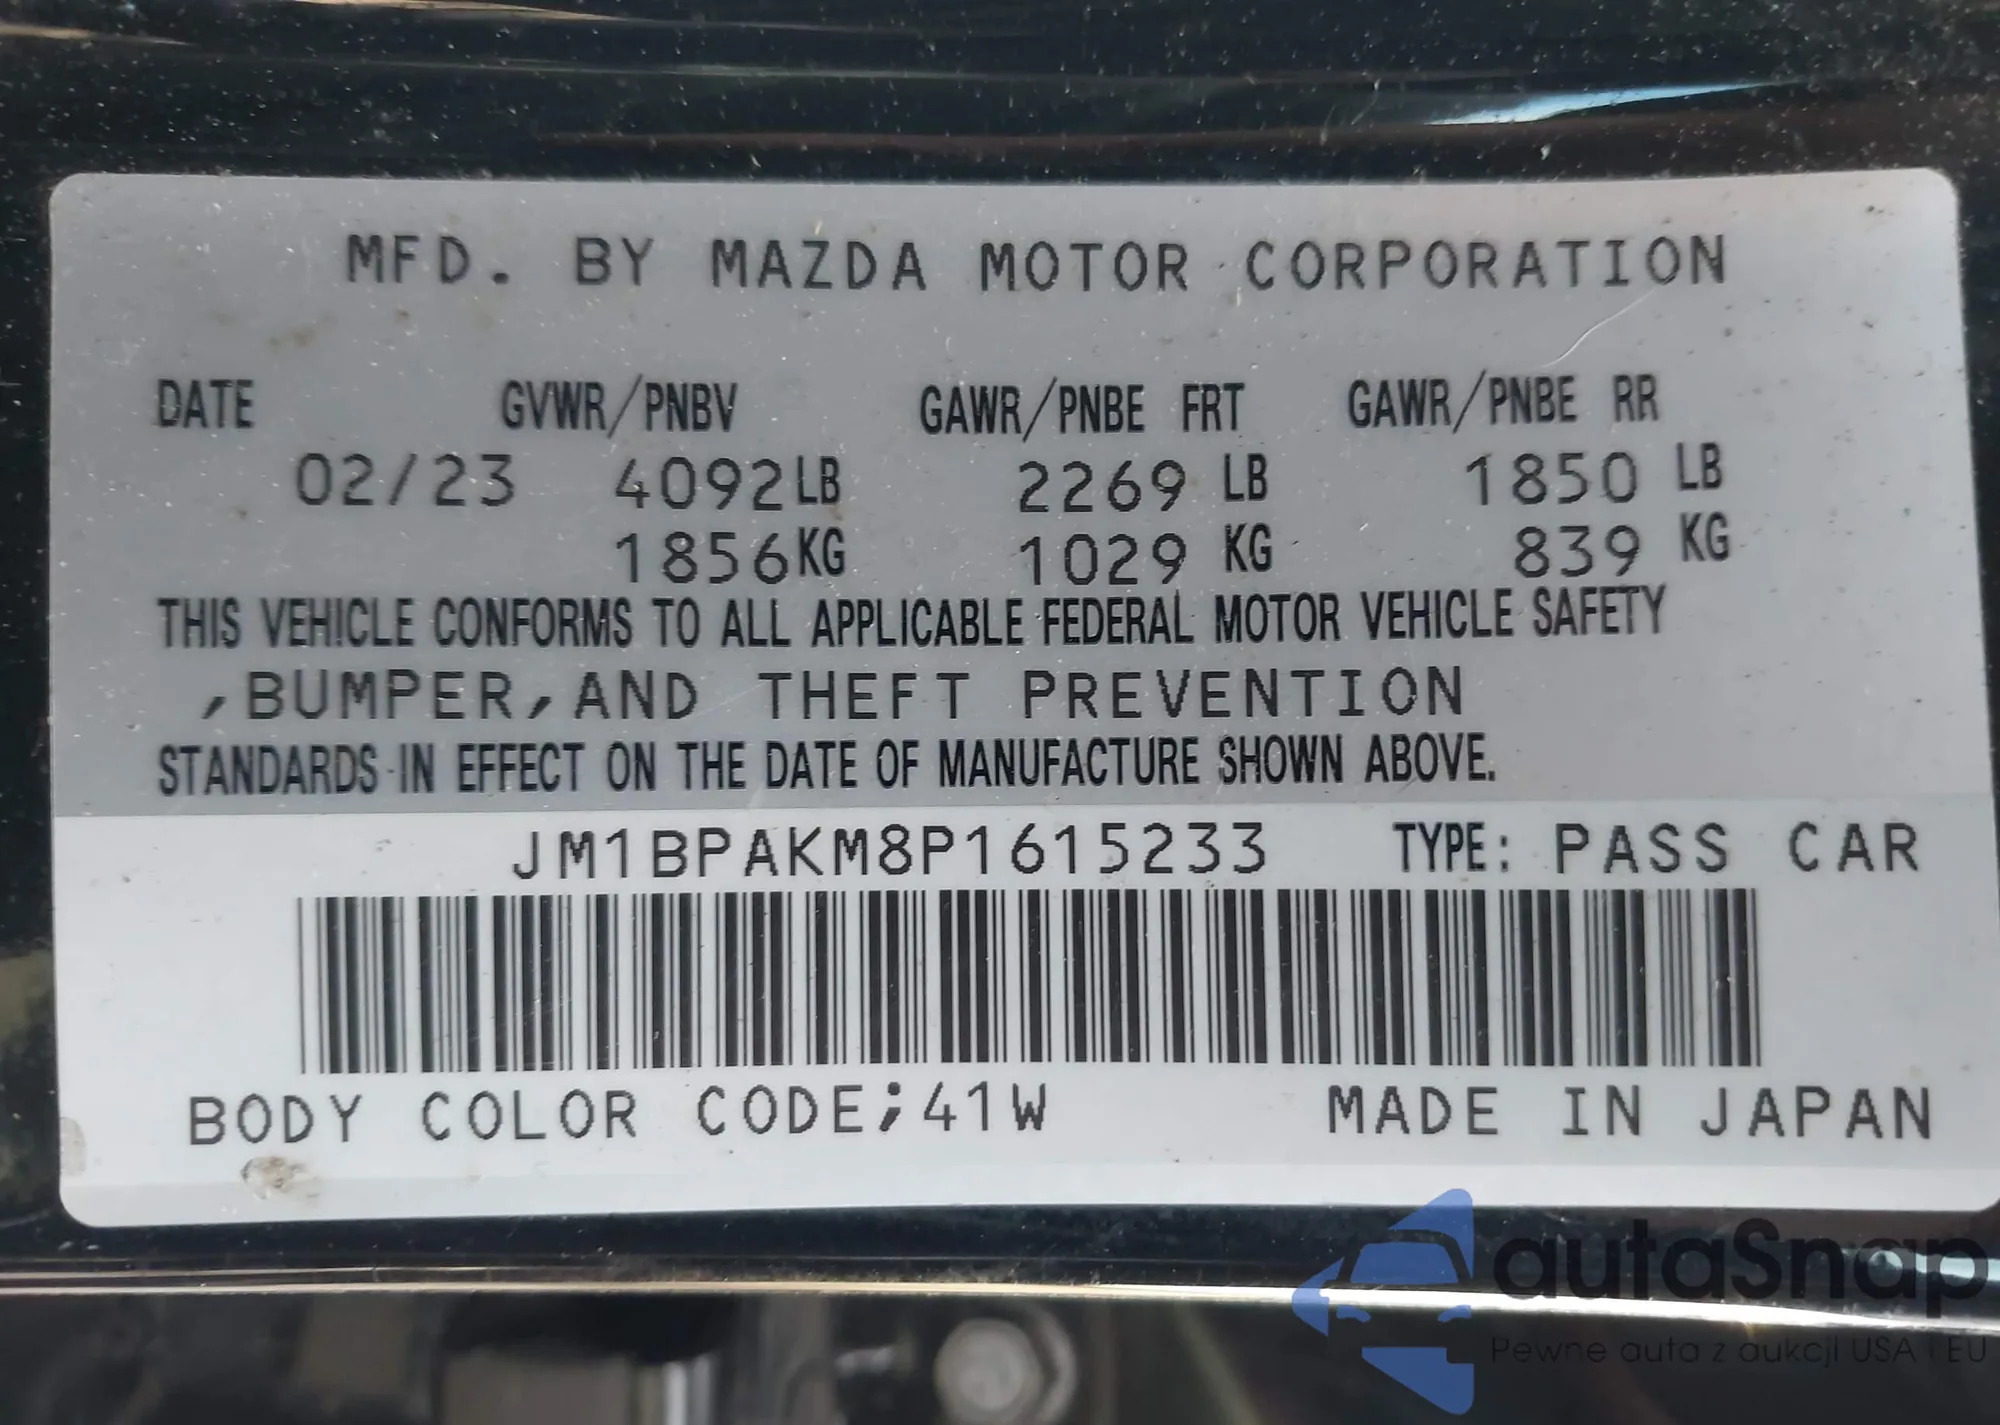 MFD. BY MAZDA MOTOR CORPORATION
DATE GVWR/PNBV GAWR/PNBE FRT GAWR/PNBE RR
02/23 4092LB 2269 LB 1850 LB
1856KG 1029 KG 839 KG
THIS VEHICLE CONFORMS TO ALL APPLICABLE FEDERAL MOTOR VEHICLE SAFETY
,BUMPER,AND THEFT PREVENTION
STANDARDS IN EFFECT ON THE DATE OF MANUFACTURE SHOWN ABOVE.
JM1BPAKM8P1615233 TYPE: PASS CAR
BODY COLOR CODE;41W MADE IN JAPAN
autaSnap
Pewne auta z aukcji USA i EU